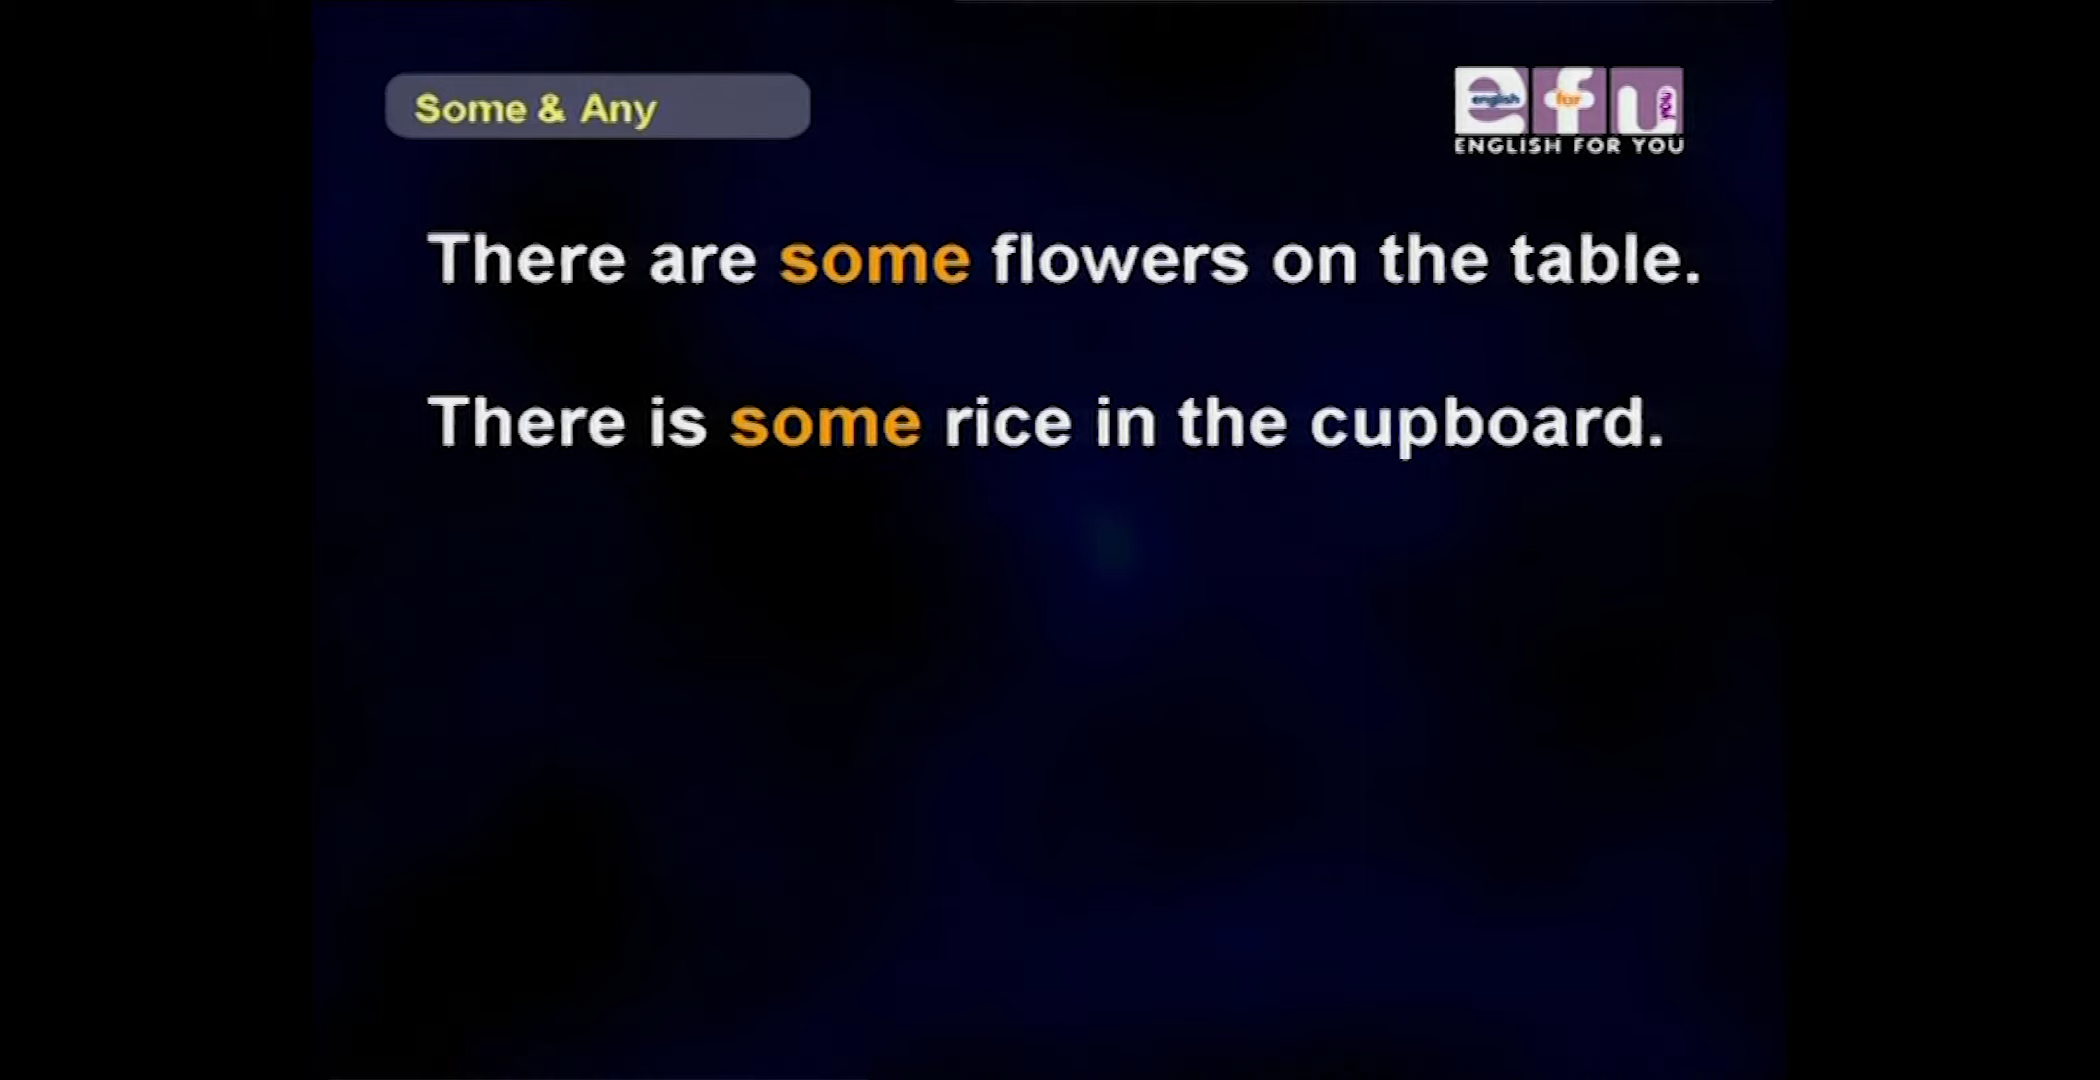 Some & Any
english for you
ENGLISH FOR YOU
There are some flowers on the table.
There is some rice in the cupboard.